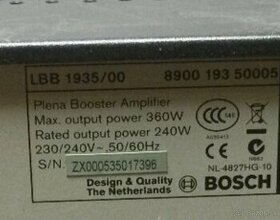 LBB 1935/00 8900 193 50005
Plena Booster Amplifier
Max. output power 360W
Rated output power 240W
230/240V~.50/60Hz
S/N. ZX000535017396
NL-4827HG-10
Design & Quality
The Netherlands
BOSCH